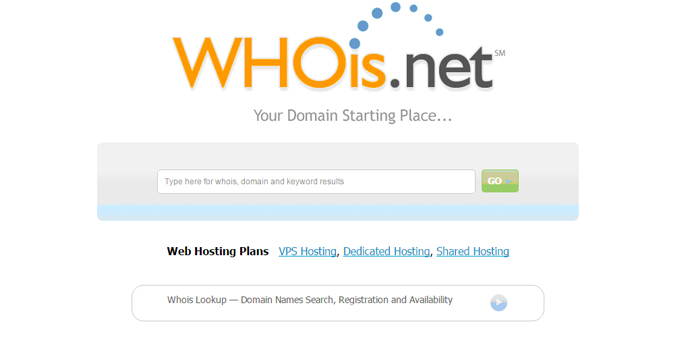 WHOis.net SM
Your Domain Starting Place...
Type here for whois, domain and keyword results
GO
Web Hosting Plans VPS Hosting, Dedicated Hosting, Shared Hosting
Whois Lookup — Domain Names Search, Registration and Availability